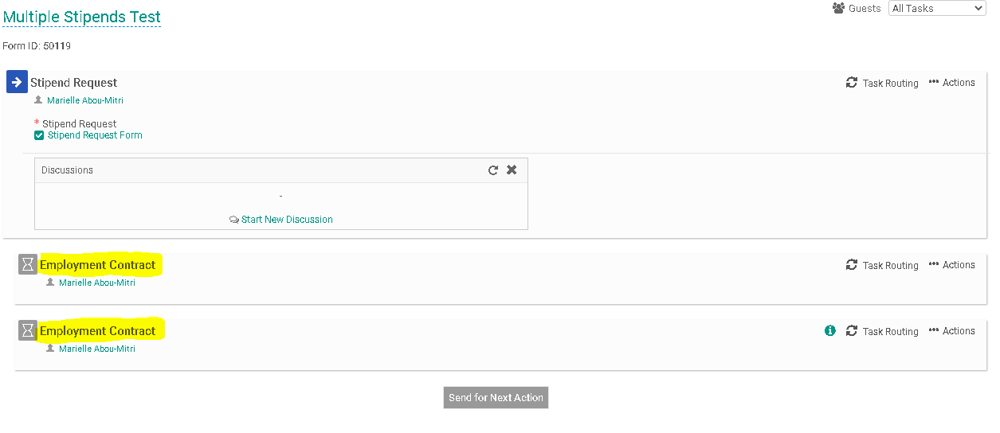 Multiple Stipends Test
Guests
All Tasks
Form ID: 50119
Stipend Request
Task Routing
Actions
Marielle Abou-Mitri
* Stipend Request
Stipend Request Form
Discussions
-
Start New Discussion
Employment Contract
Task Routing
Actions
Marielle Abou-Mitri
Employment Contract
Task Routing
Actions
Marielle Abou-Mitri
Send for Next Action